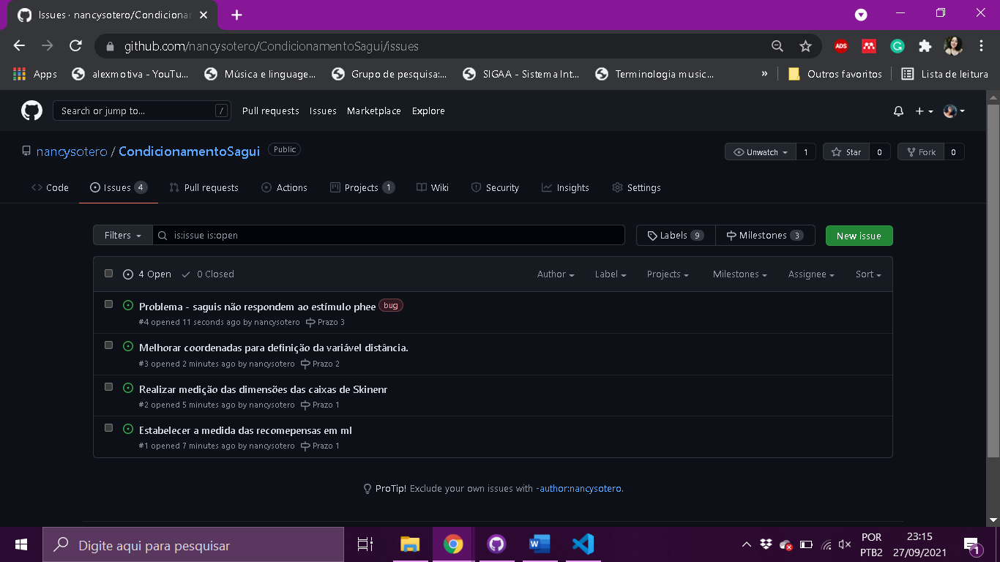 Issues · nancysotero/Condicionar
github.com/nancysotero/CondicionamentoSagui/issues
ADS
Apps alexmotiva - YouTu... Música e linguage... Grupo de pesquisa:... SIGAA - Sistema Int... Terminologia music... » Outros favoritos Lista de leitura
Search or jump to... / Pull requests Issues Marketplace Explore
nancysotero / CondicionamentoSagui Public Unwatch 1 Star 0 Fork 0
Code Issues 4 Pull requests Actions Projects 1 Wiki Security Insights Settings
Filters is:issue is:open Labels 9 Milestones 3 New issue
4 Open 0 Closed Author Label Projects Milestones Assignee Sort
Problema - saguis não respondem ao estímulo phee bug
#4 opened 11 seconds ago by nancysotero Prazo 3
Melhorar coordenadas para definição da variável distância.
#3 opened 2 minutes ago by nancysotero Prazo 2
Realizar medição das dimensões das caixas de Skinenr
#2 opened 5 minutes ago by nancysotero Prazo 1
Estabelecer a medida das recomepensas em ml
#1 opened 7 minutes ago by nancysotero Prazo 1
ProTip! Exclude your own issues with -author:nancysotero.
Digite aqui para pesquisar
POR
PTB2
23:15
27/09/2021
1